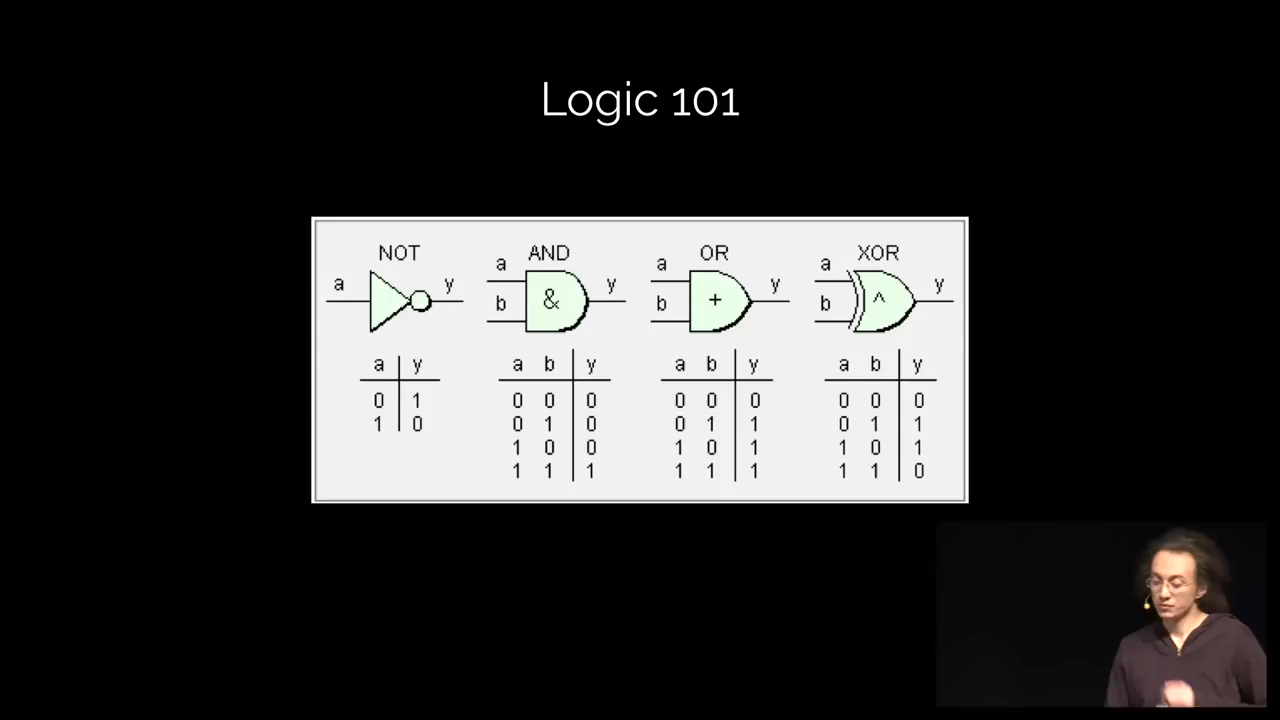 Logic 101
NOT AND OR XOR
a y a b y a b y a b y
& + ^
a y a b y a b y a b y
0 1 0 0 0 0 0 0 0 0 0
1 0 0 1 0 0 1 1 0 1 1
1 0 0 1 0 1 1 0 1
1 1 1 1 1 1 1 1 0